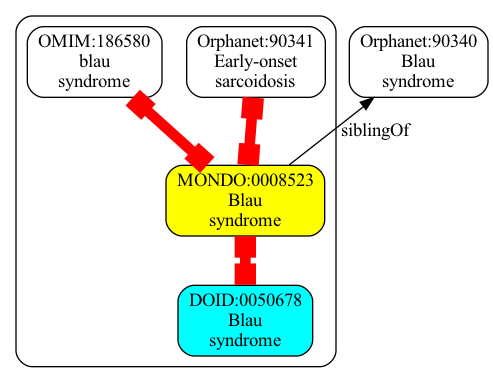 OMIM:186580
blau
syndrome
Orphanet:90341
Early-onset
sarcoidosis
Orphanet:90340
Blau
syndrome
siblingOf
MONDO:0008523
Blau
syndrome
DOID:0050678
Blau
syndrome